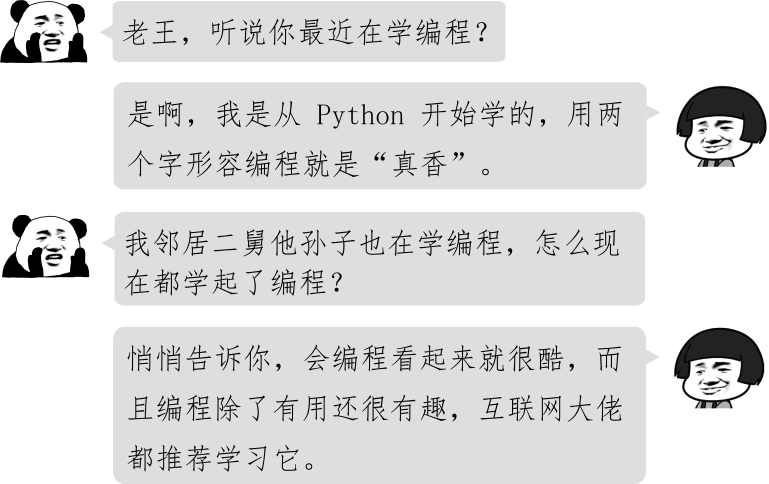 老王，听说你最近在学编程？
是啊，我是从 Python 开始学的，用两
个字形容编程就是“真香”。
我邻居二舅他孙子也在学编程，怎么现
在都学起了编程？
悄悄告诉你，会编程看起来就很酷，而
且编程除了有用还很有趣，互联网大佬
都推荐学习它。